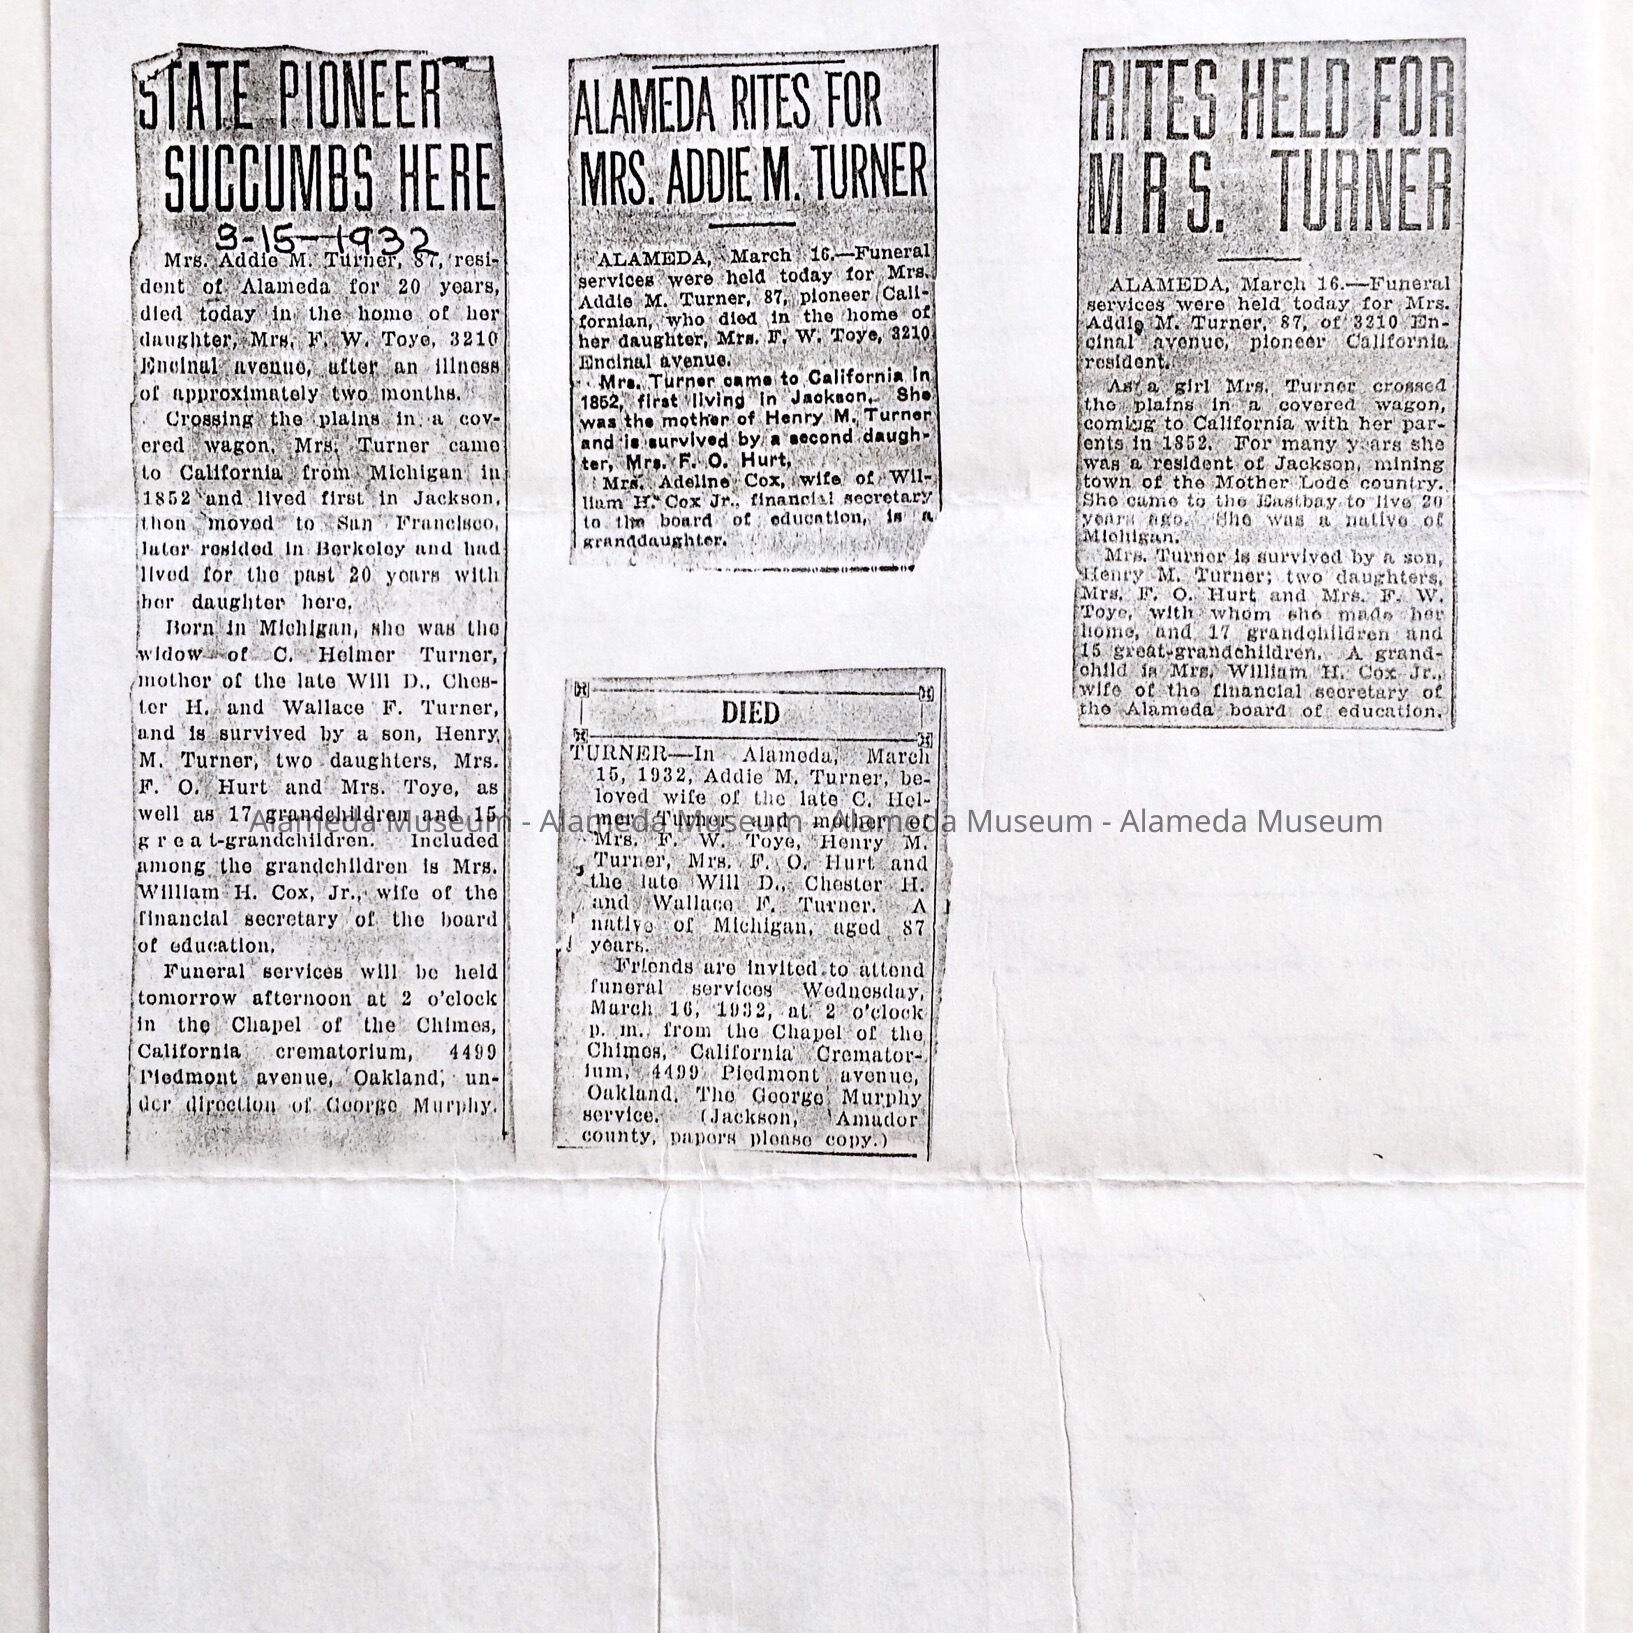 STATE PIONEER
SUCCUMBS HERE
3-15-1932
Mrs. Addie M. Turner, 87, resi-
dent of Alameda for 20 years,
died today in the home of her
daughter, Mrs. F. W. Toye, 3210
Encinal avenue, after an illness
of approximately two months.
Crossing the plains in a cov-
ered wagon, Mrs. Turner came
to California from Michigan in
1852 and lived first in Jackson,
then moved to San Francisco,
later resided in Berkeley and had
lived for the past 20 years with
her daughter here.
Born in Michigan, she was the
widow of C. Helmer Turner,
mother of the late Will D., Ches-
ter H. and Wallace F. Turner,
and is survived by a son, Henry
M. Turner, two daughters, Mrs.
F. O. Hurt and Mrs. Toye, as
well as 17 grandchildren and 15
great-grandchildren. Included
among the grandchildren is Mrs.
William H. Cox, Jr., wife of the
financial secretary of the board
of education.
Funeral services will be held
tomorrow afternoon at 2 o'clock
in the Chapel of the Chimes,
California crematorium, 4499
Piedmont avenue, Oakland, un-
der direction of George Murphy.
ALAMEDA RITES FOR
MRS. ADDIE M. TURNER
ALAMEDA, March 16.—Funeral
services were held today for Mrs.
Addie M. Turner, 87, pioneer Cali-
fornian, who died in the home of
her daughter, Mrs. F. W. Toye, 3210
Encinal avenue.
Mrs. Turner came to California in
1852, first living in Jackson. She
was the mother of Henry M. Turner
and is survived by a second daugh-
ter, Mrs. F. O. Hurt.
Mrs. Adeline Cox, wife of Wil-
liam H. Cox Jr., financial secretary
to the board of education, is a
granddaughter.
DIED
TURNER—In Alameda, March
15, 1932, Addie M. Turner, be-
loved wife of the late C. Hel-
mer Turner and mother of
Mrs. F. W. Toye, Henry M.
Turner, Mrs. F. O. Hurt and
the late Will D., Chester H.
and Wallace F. Turner. A
native of Michigan, aged 87
years.
Friends are invited to attend
funeral services Wednesday,
March 16, 1932, at 2 o'clock
p. m., from the Chapel of the
Chimes, California Cremator-
ium, 4499 Piedmont avenue,
Oakland. The George Murphy
service. (Jackson, Amador
county, papers please copy.)
RITES HELD FOR
MRS. TURNER
ALAMEDA, March 16.—Funeral
services were held today for Mrs.
Addie M. Turner, 87, of 3210 En-
cinal avenue, pioneer California
resident.
As a girl Mrs. Turner crossed
the plains in a covered wagon,
coming to California with her par-
ents in 1852. For many years she
was a resident of Jackson, mining
town of the Mother Lode country.
She came to the Eastbay to live 20
years ago. She was a native of
Michigan.
Mrs. Turner is survived by a son,
Henry M. Turner; two daughters,
Mrs. F. O. Hurt and Mrs. F. W.
Toye, with whom she made her
home, and 17 grandchildren and
15 great-grandchildren. A grand-
child is Mrs. William H. Cox Jr.,
wife of the financial secretary of
the Alameda board of education.
Alameda Museum - Alameda Museum - Alameda Museum - Alameda Museum